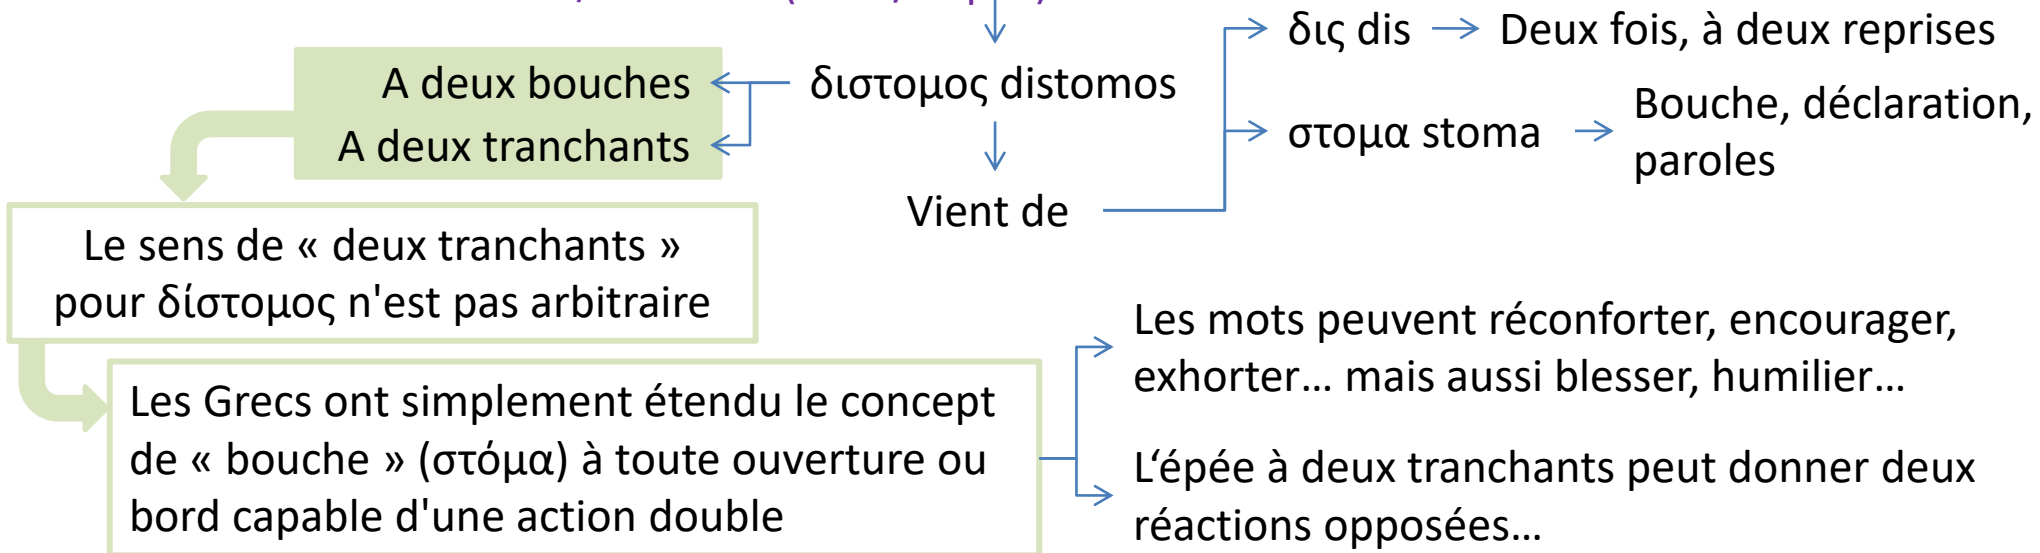 δις dis
Deux fois, à deux reprises
A deux bouches
διστομος distomos
A deux tranchants
στομα stoma
Bouche, déclaration,
paroles
Vient de
Le sens de « deux tranchants »
pour δίστομος n'est pas arbitraire
Les mots peuvent réconforter, encourager,
exhorter… mais aussi blesser, humilier…
Les Grecs ont simplement étendu le concept
de « bouche » (στόμα) à toute ouverture ou
bord capable d'une action double
L‘épée à deux tranchants peut donner deux
réactions opposées…